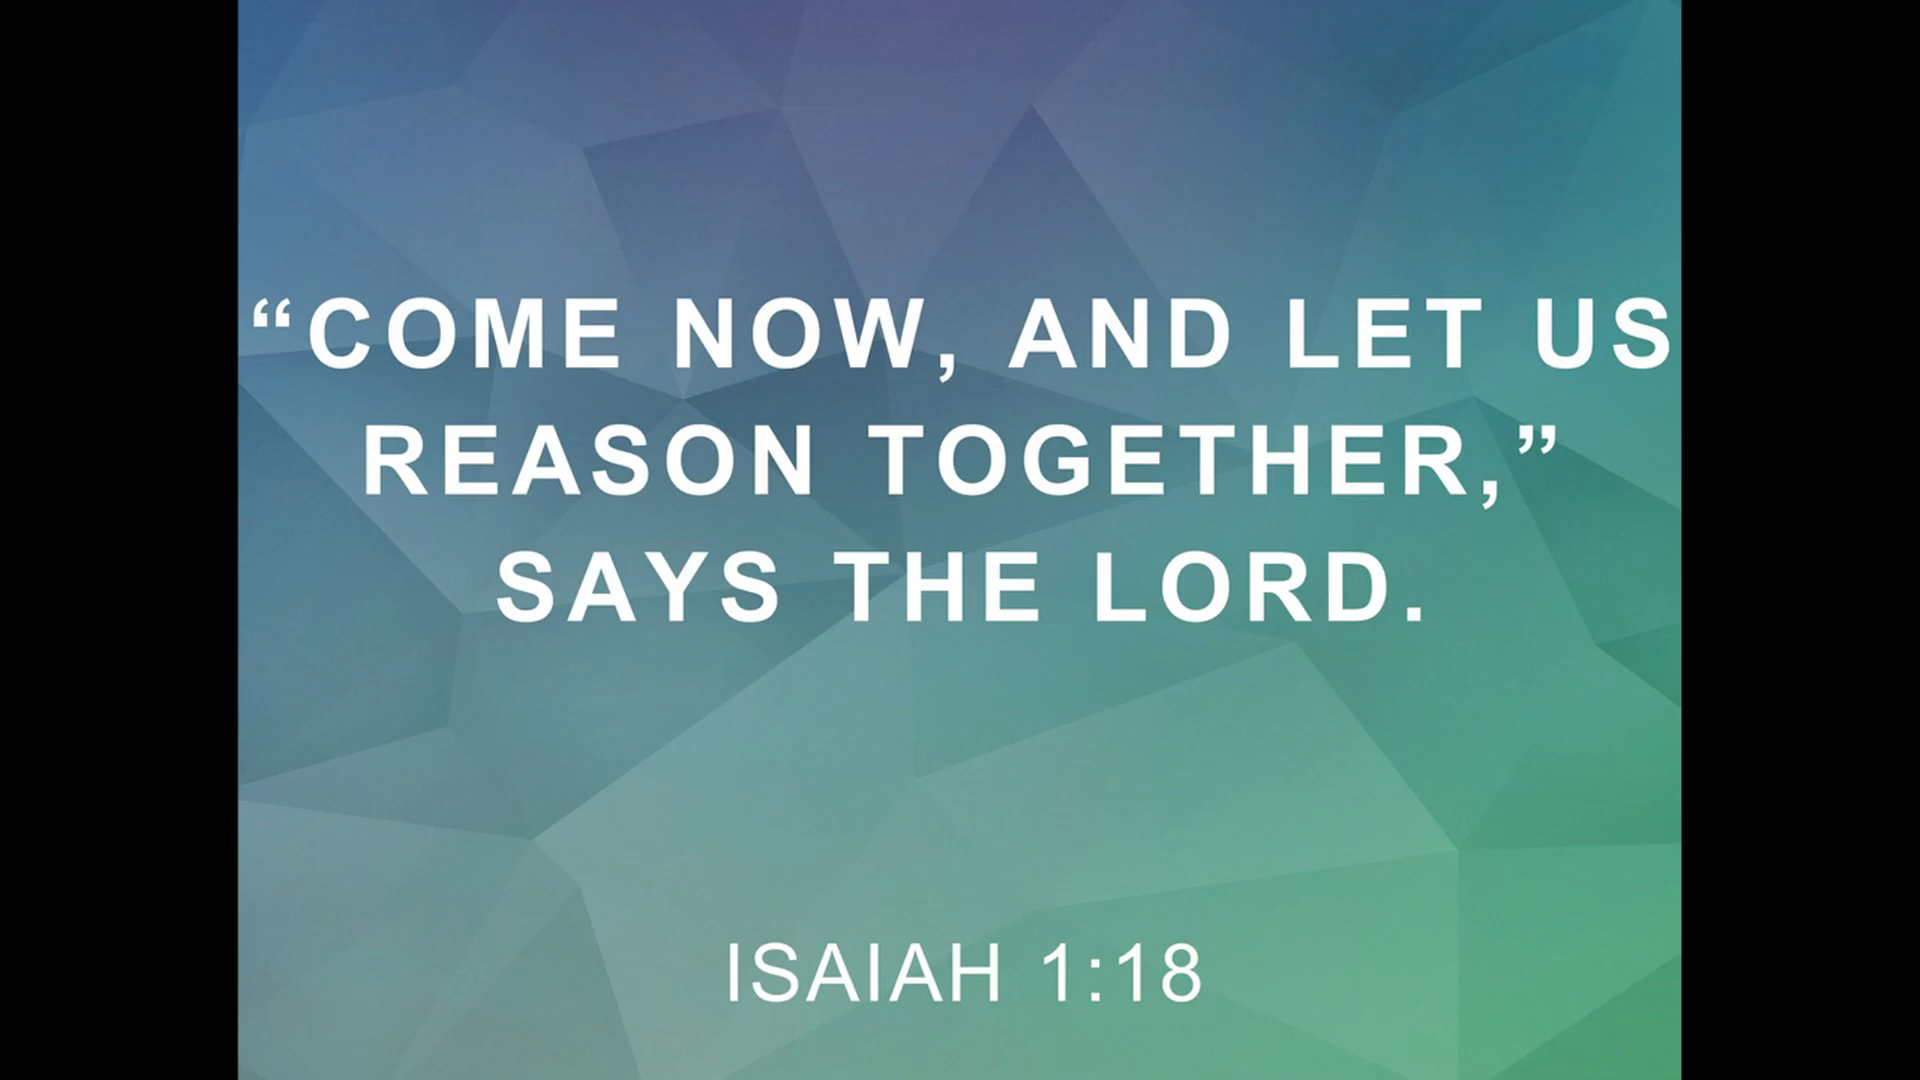 “COME NOW, AND LET US
REASON TOGETHER,”
SAYS THE LORD.
ISAIAH 1:18